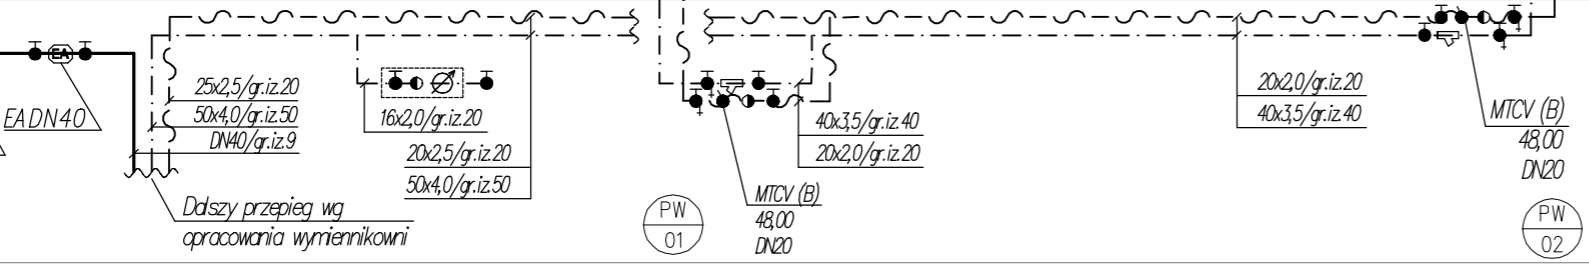 EA
EADN40
25x2,5/gr.iz.20
50x4,0/gr.iz.50
DN40/gr.iz.9
Dalszy przepieg wg
opracowania wymiennikowni
16x2,0/gr.iz.20
20x2,5/gr.iz.20
50x4,0/gr.iz.50
PW
01
MTCV (B)
48,00
DN20
40x3,5/gr.iz.40
20x2,0/gr.iz.20
20x2,0/gr.iz.20
40x3,5/gr.iz.40
MTCV (B)
48,00
DN20
PW
02